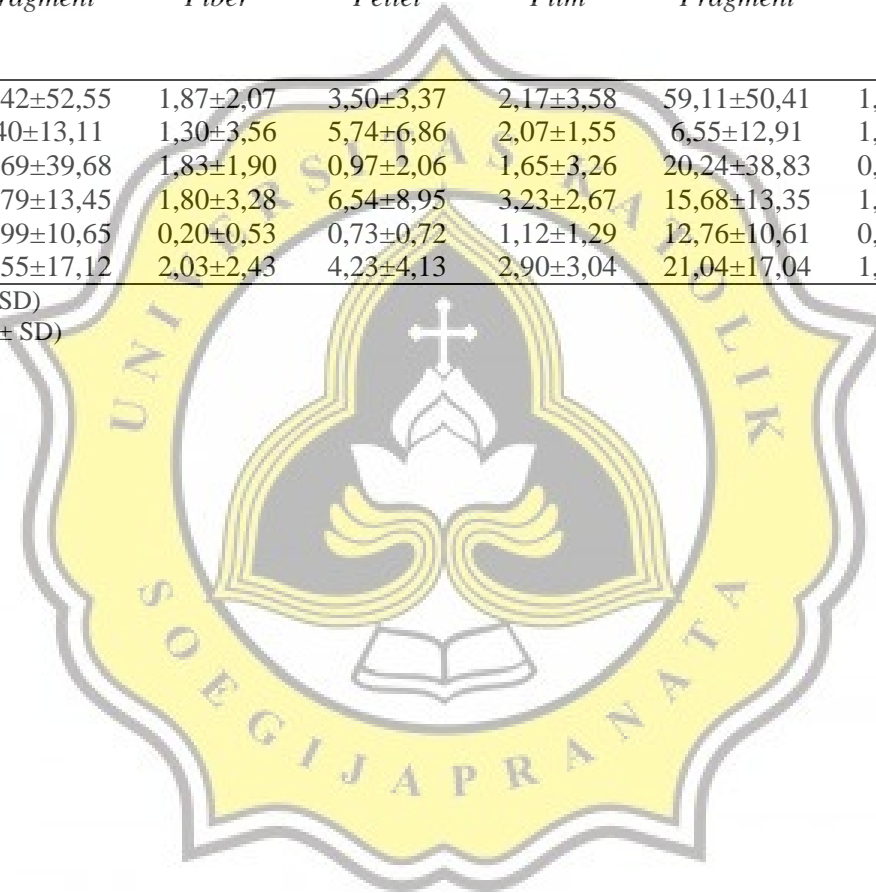 Fiber Pellet Film Fragment
42±52,55 1,87±2,07 3,50±3,37 2,17±3,58 59,11±50,41 1,
40±13,11 1,30±3,56 5,74±6,86 2,07±1,55 6,55±12,91 1,
69±39,68 1,83±1,90 0,97±2,06 1,65±3,26 20,24±38,83 0,
79±13,45 1,80±3,28 6,54±8,95 3,23±2,67 15,68±13,35 1,
99±10,65 0,20±0,53 0,73±0,72 1,12±1,29 12,76±10,61 0,
55±17,12 2,03±2,43 4,23±4,13 2,90±3,04 21,04±17,04 1,
SD)
± SD)
UNIVERSITAS KATOLIK
SOEGIJAPRANATA